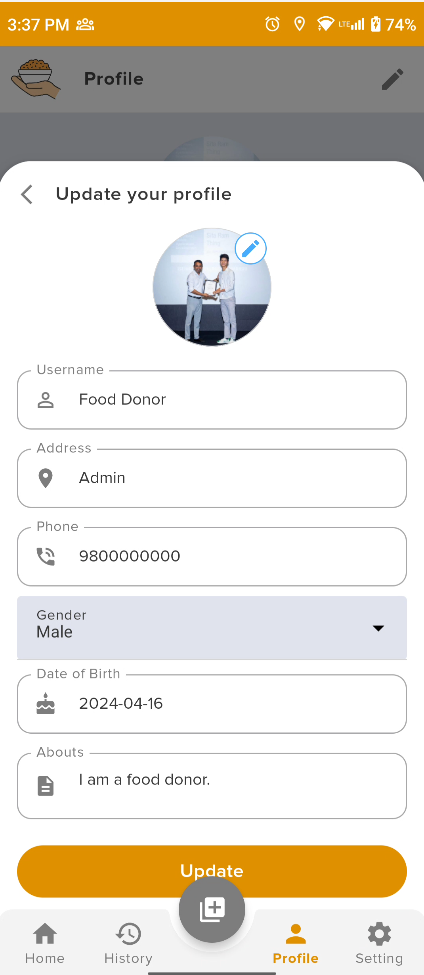 3:37 PM
LTE
74%
Profile
Update your profile
Username
Food Donor
Address
Admin
Phone
9800000000
Gender
Male
Date of Birth
2024-04-16
Abouts
I am a food donor.
Update
Home
History
Profile
Setting